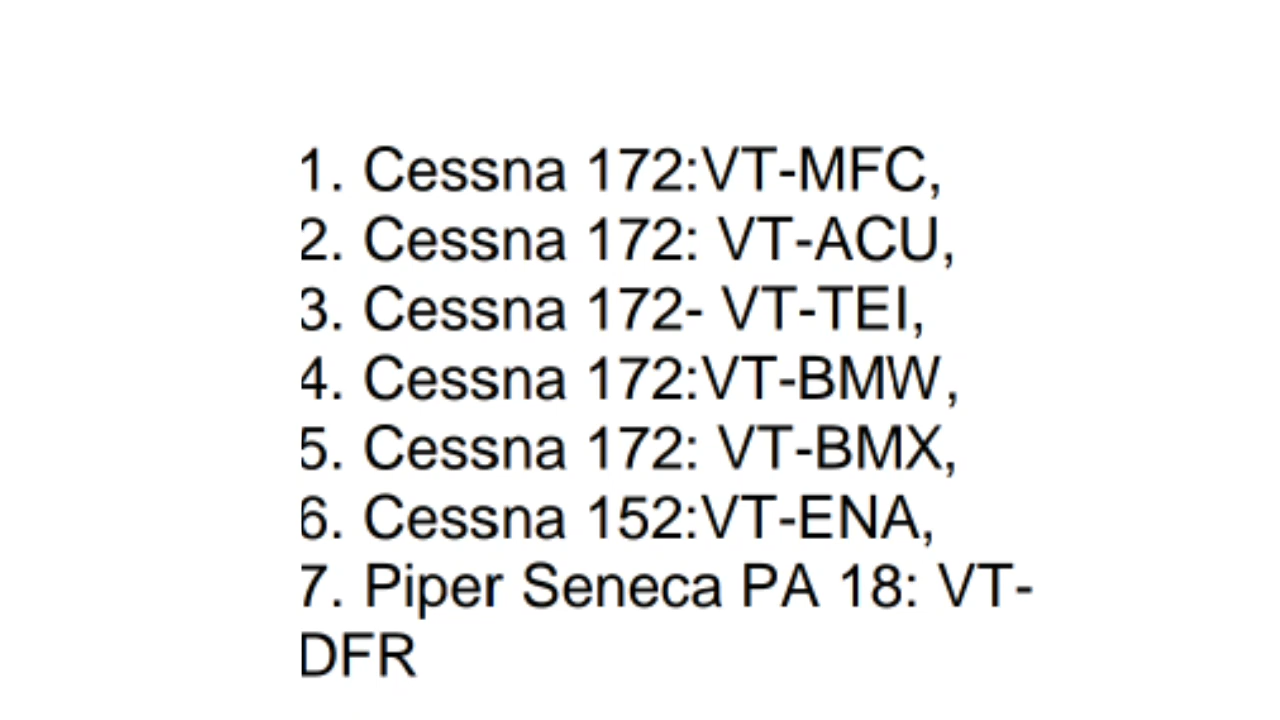 1. Cessna 172:VT-MFC,
2. Cessna 172: VT-ACU,
3. Cessna 172- VT-TEI,
4. Cessna 172:VT-BMW,
5. Cessna 172: VT-BMX,
6. Cessna 152:VT-ENA,
7. Piper Seneca PA 18: VT-
DFR